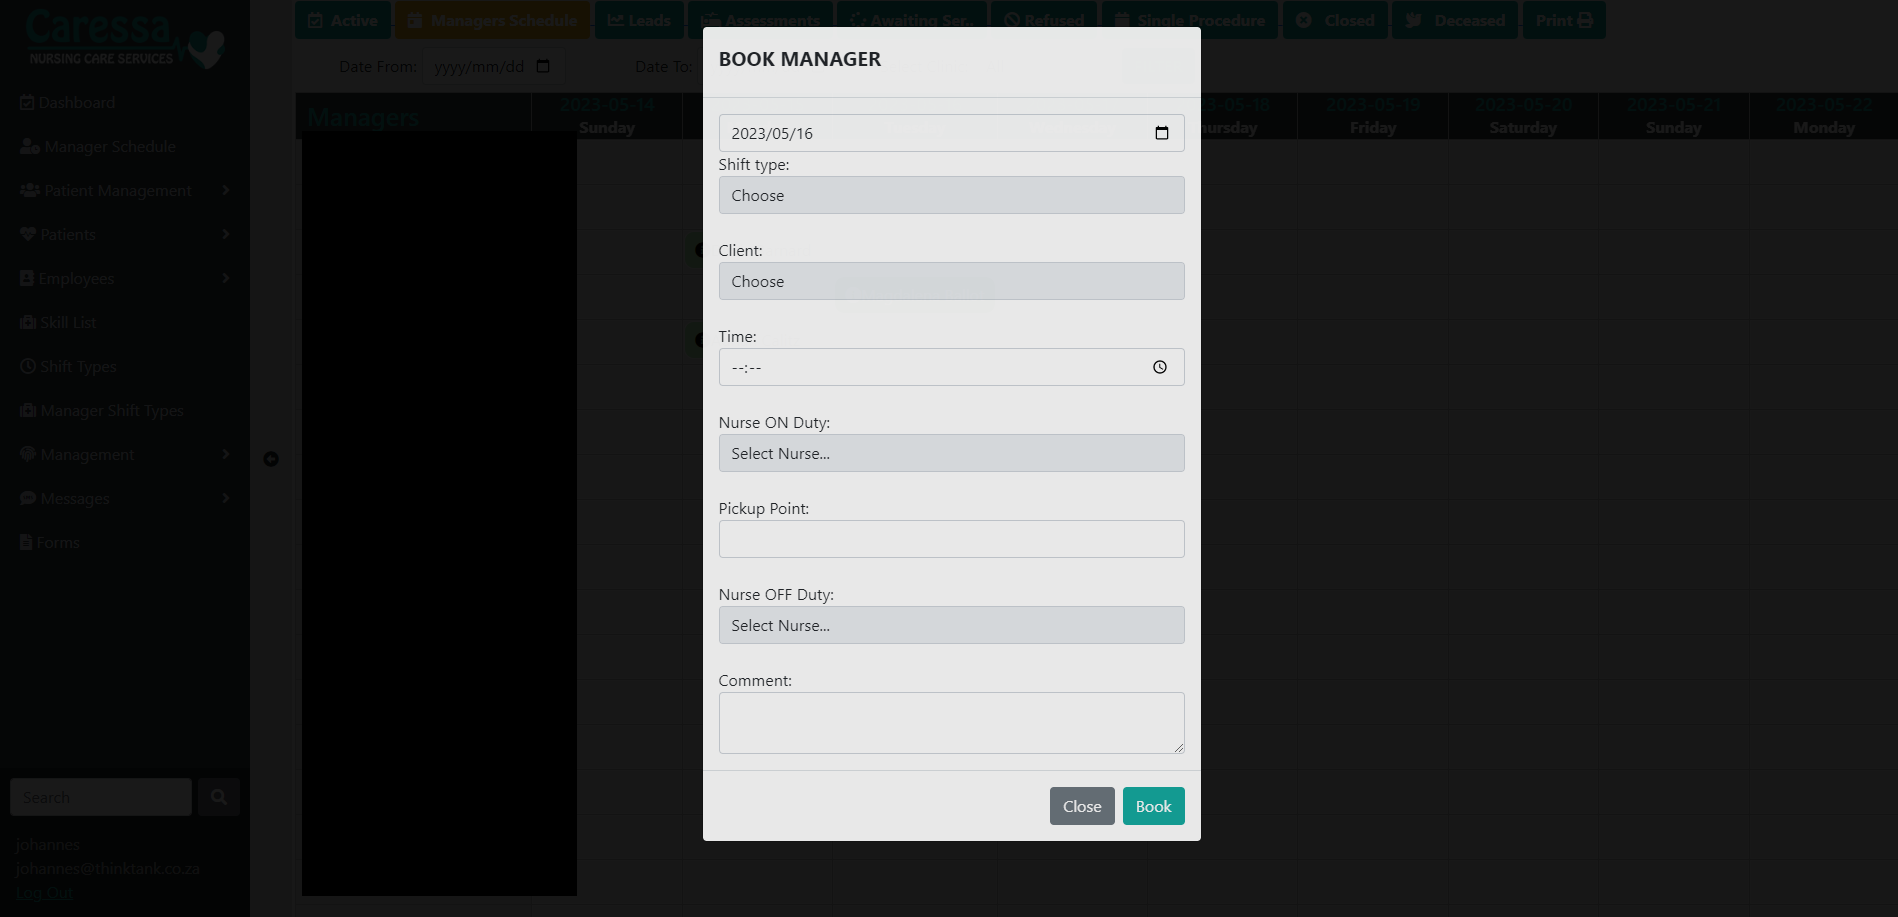 Caressa
NURSING CARE SERVICES
Dashboard
Manager Schedule
Patient Management
Patients
Employees
Skill List
Shift Types
Manager Shift Types
Management
Messages
Forms
Search
johannes
johannes@thinktank.co.za
Log Out
Active
Managers Schedule
Leads
Assessments
Awaiting Ser..
Refused
Single Procedure
Closed
Deceased
Print
Date From: yyyy/mm/dd
Date To:
Managers
2023-05-14
Sunday
3-05-18
ursday
2023-05-19
Friday
2023-05-20
Saturday
2023-05-21
Sunday
2023-05-22
Monday
BOOK MANAGER
2023/05/16
Shift type:
Choose
Client:
Choose
Time:
--:--
Nurse ON Duty:
Select Nurse...
Pickup Point:
Nurse OFF Duty:
Select Nurse...
Comment:
Close
Book